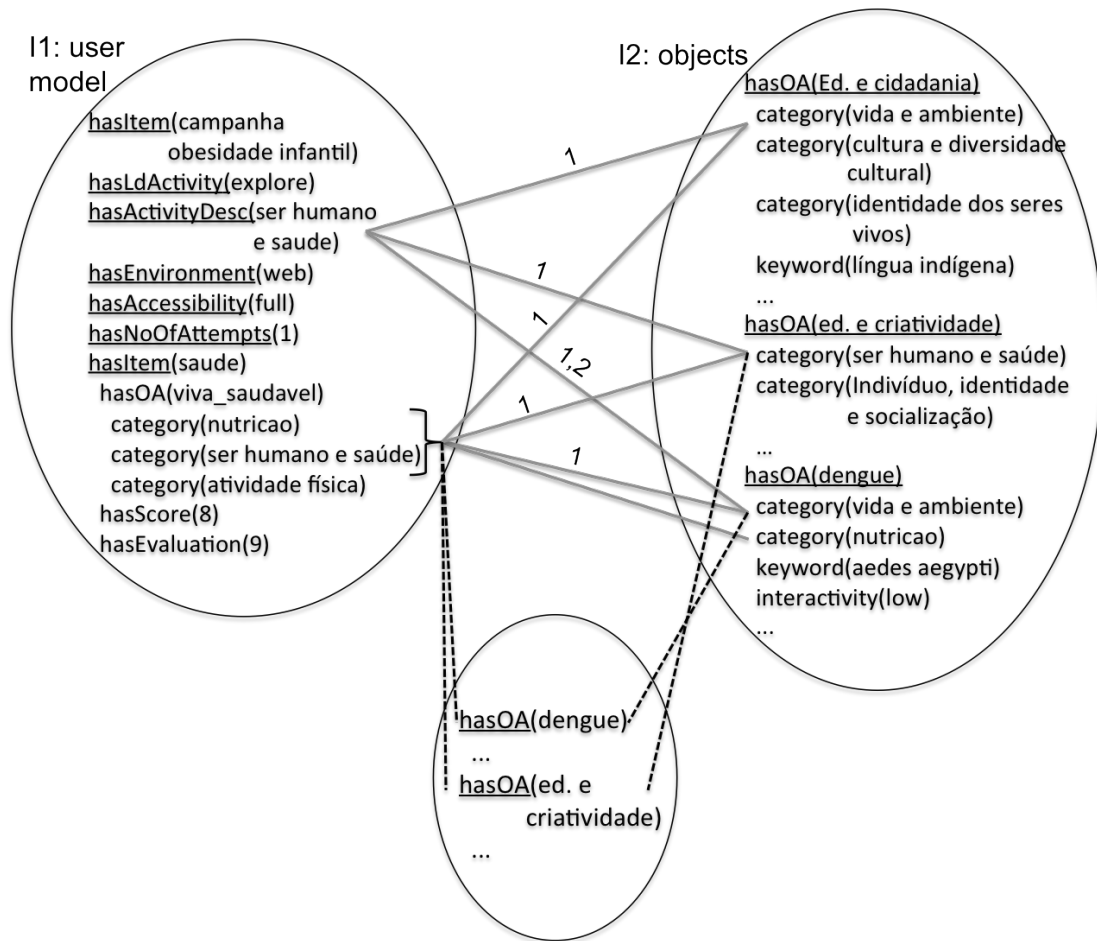 I1: user
model
hasItem(campanha
obesidade infantil)
hasLdActivity(explore)
hasActivityDesc(ser humano
e saude)
hasEnvironment(web)
hasAccessibility(full)
hasNoOfAttempts(1)
hasItem(saude)
hasOA(viva_saudavel)
category(nutricao)
category(ser humano e saúde)
category(atividade física)
hasScore(8)
hasEvaluation(9)
1
1
1
1,2
1
1
I2: objects
hasOA(Ed. e cidadania)
category(vida e ambiente)
category(cultura e diversidade
cultural)
category(identidade dos seres
vivos)
keyword(língua indígena)
...
hasOA(ed. e criatividade)
category(ser humano e saúde)
category(Indivíduo, identidade
e socialização)
...
hasOA(dengue)
category(vida e ambiente)
category(nutricao)
keyword(aedes aegypti)
interactivity(low)
...
hasOA(dengue)
...
hasOA(ed. e
criatividade)
...